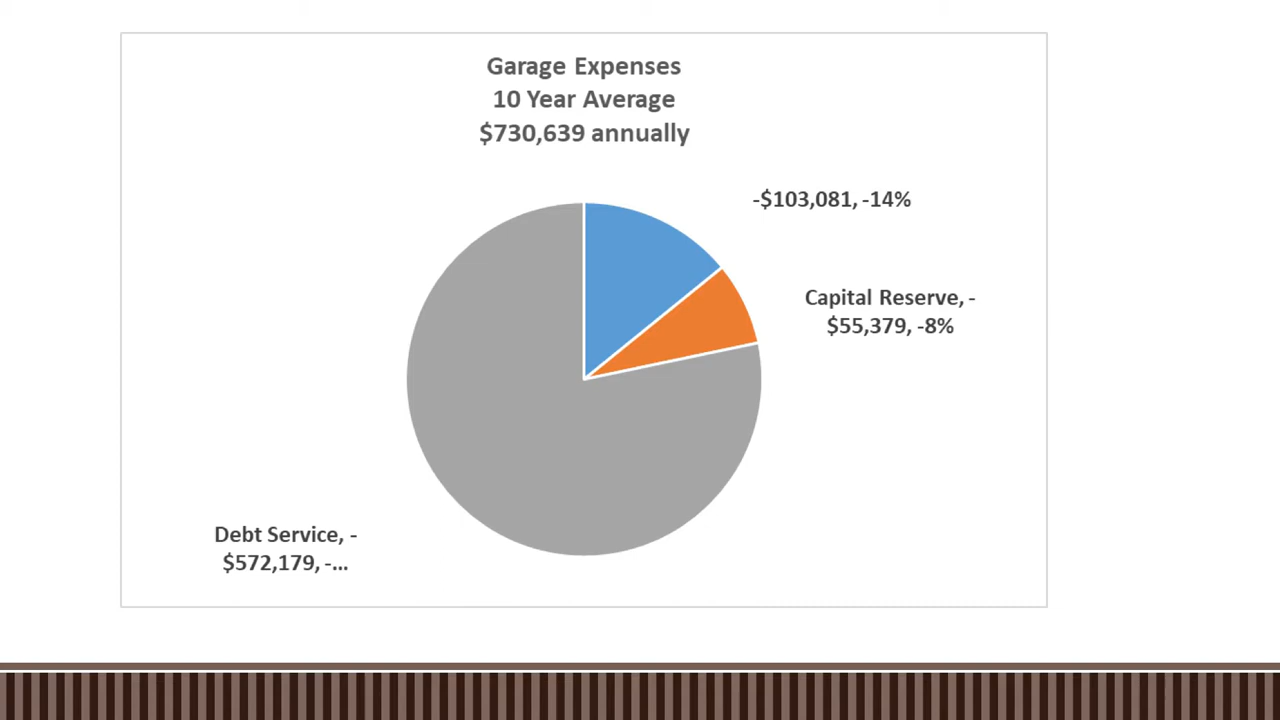 Garage Expenses
10 Year Average
$730,639 annually
-$103,081, -14%
Capital Reserve, -
$55,379, -8%
Debt Service, -
$572,179, -...